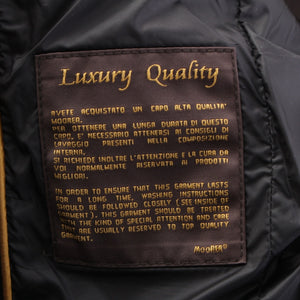 Luxury Quality
AVETE ACQUISTATO UN CAPO ALTA QUALITA'
MOORER.
PER OTTENERE UNA LUNGA DURATA DI QUESTO
CAPO, E' NECESSARIO ATTENERSI AI CONSIGLI DI
LAVAGGIO PRESENTI NELLA COMPOSIZIONE
INTERNA.
SI RICHIEDE INOLTRE L'ATTENZIONE E LA CURA DA
VOI NORMALMENTE RISERVATA AI PRODOTTI
MIGLIORI.
IN ORDER TO ENSURE THAT THIS GARMENT LASTS
FOR A LONG TIME, WASHING INSTRUCTIONS
SHOULD BE FOLLOWED CLOSELY (SEE INSIDE OF
GARMENT). THIS GARMENT SHOULD BE TREATED
WITH THE KIND OF SPECIAL ATTENTION AND CARE
THAT ARE USUALLY RESERVED TO TOP QUALITY
GARMENT.
MooRER®